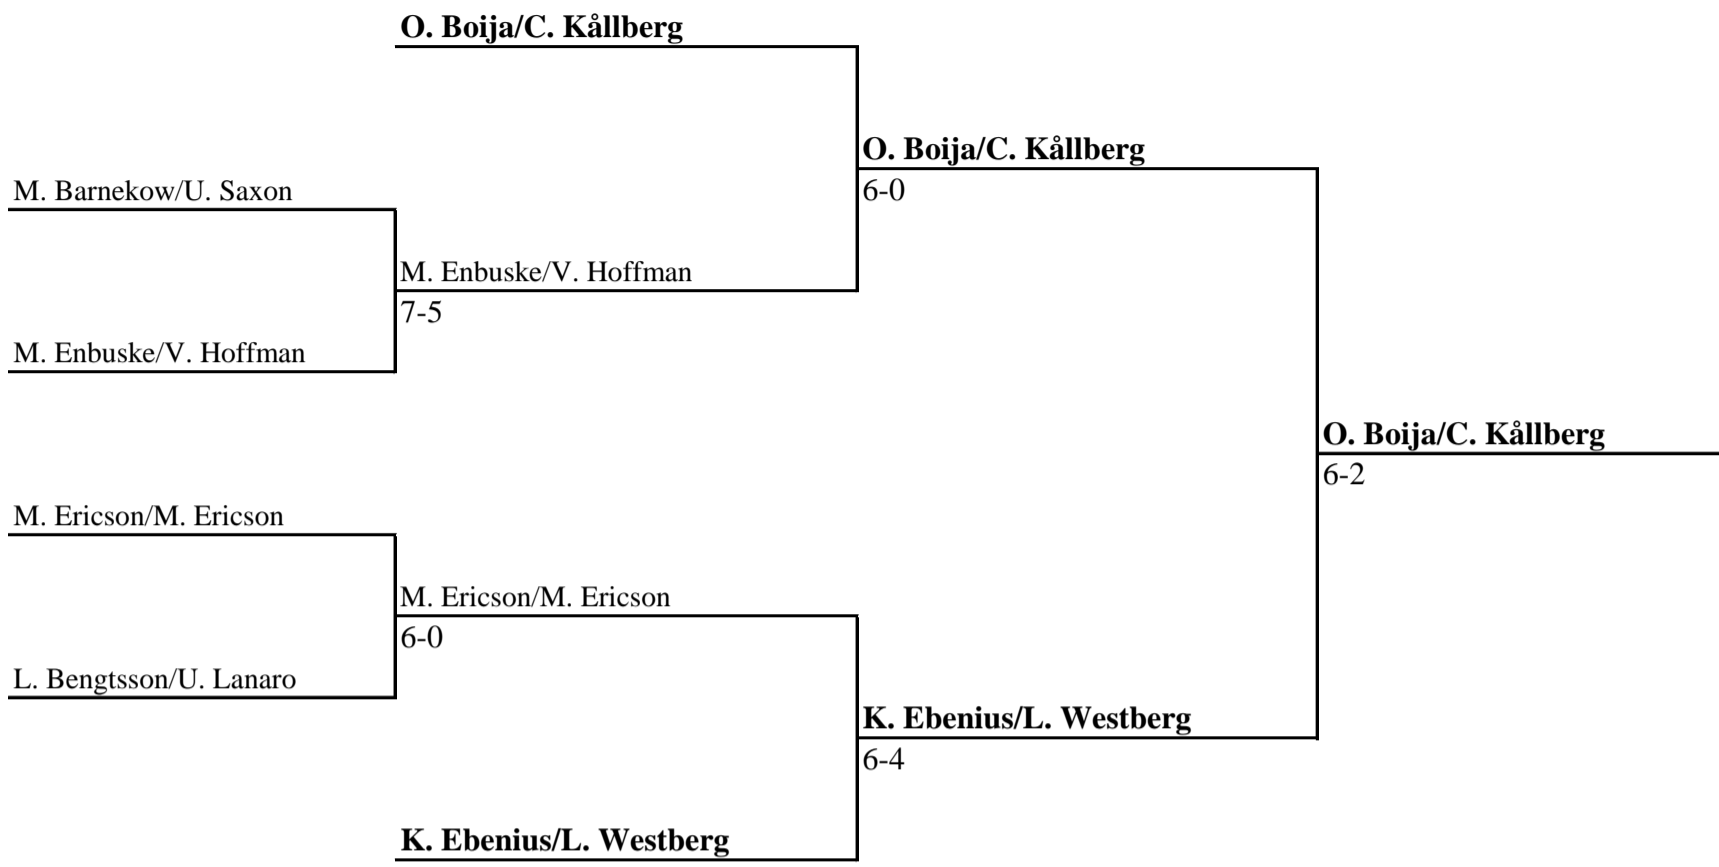 O. Boija/C. Kållberg
O. Boija/C. Kållberg
M. Barnekow/U. Saxon
6-0
M. Enbuske/V. Hoffman
7-5
M. Enbuske/V. Hoffman
O. Boija/C. Kållberg
6-2
M. Ericson/M. Ericson
M. Ericson/M. Ericson
6-0
L. Bengtsson/U. Lanaro
K. Ebenius/L. Westberg
6-4
K. Ebenius/L. Westberg